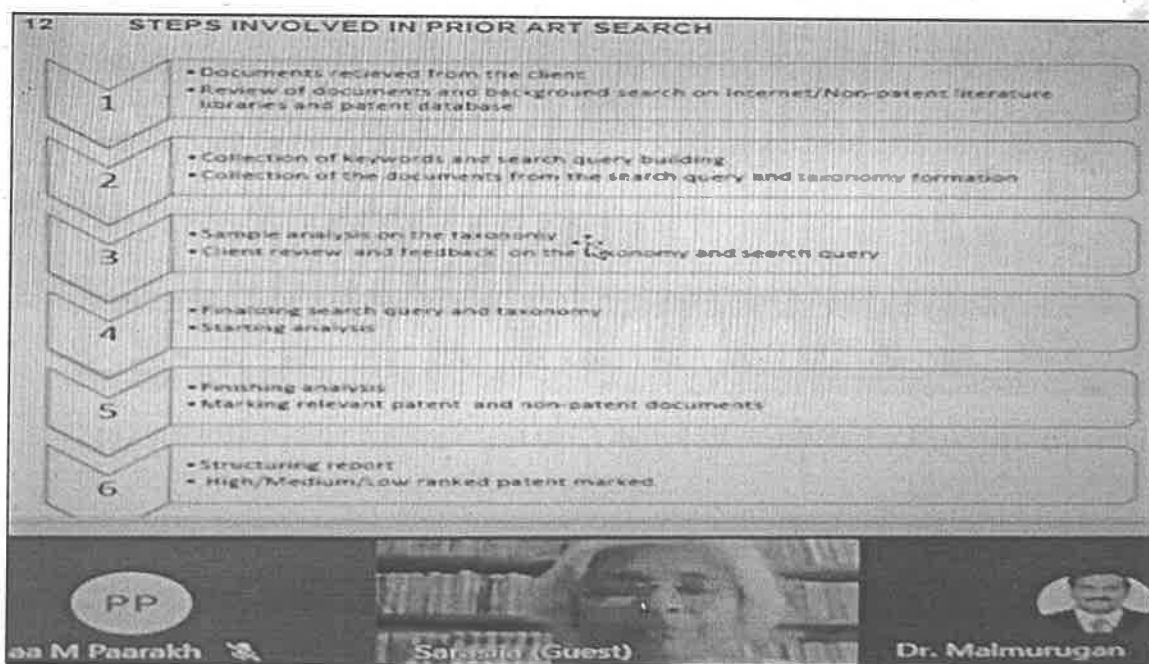 12 STEPS INVOLVED IN PRIOR ART SEARCH
1
• Documents recieved from the client
• Review of documents and background search on Internet/Non-patent literature
libraries and patent database
2
• Collection of keywords and search query building
• Collection of the documents from the search query and taxonomy formation
3
• Sample analysis on the taxonomy
• Client review and feedback on the taxonomy and search query
4
• Finalizing search query and taxonomy
• Starting analysis
5
• Finishing analysis
• Marking relevant patent and non-patent documents
6
• Structuring report
• High/Medium/Low ranked patent marked
PP
aa M Paarakh
(Guest)
Dr. Malmurugan